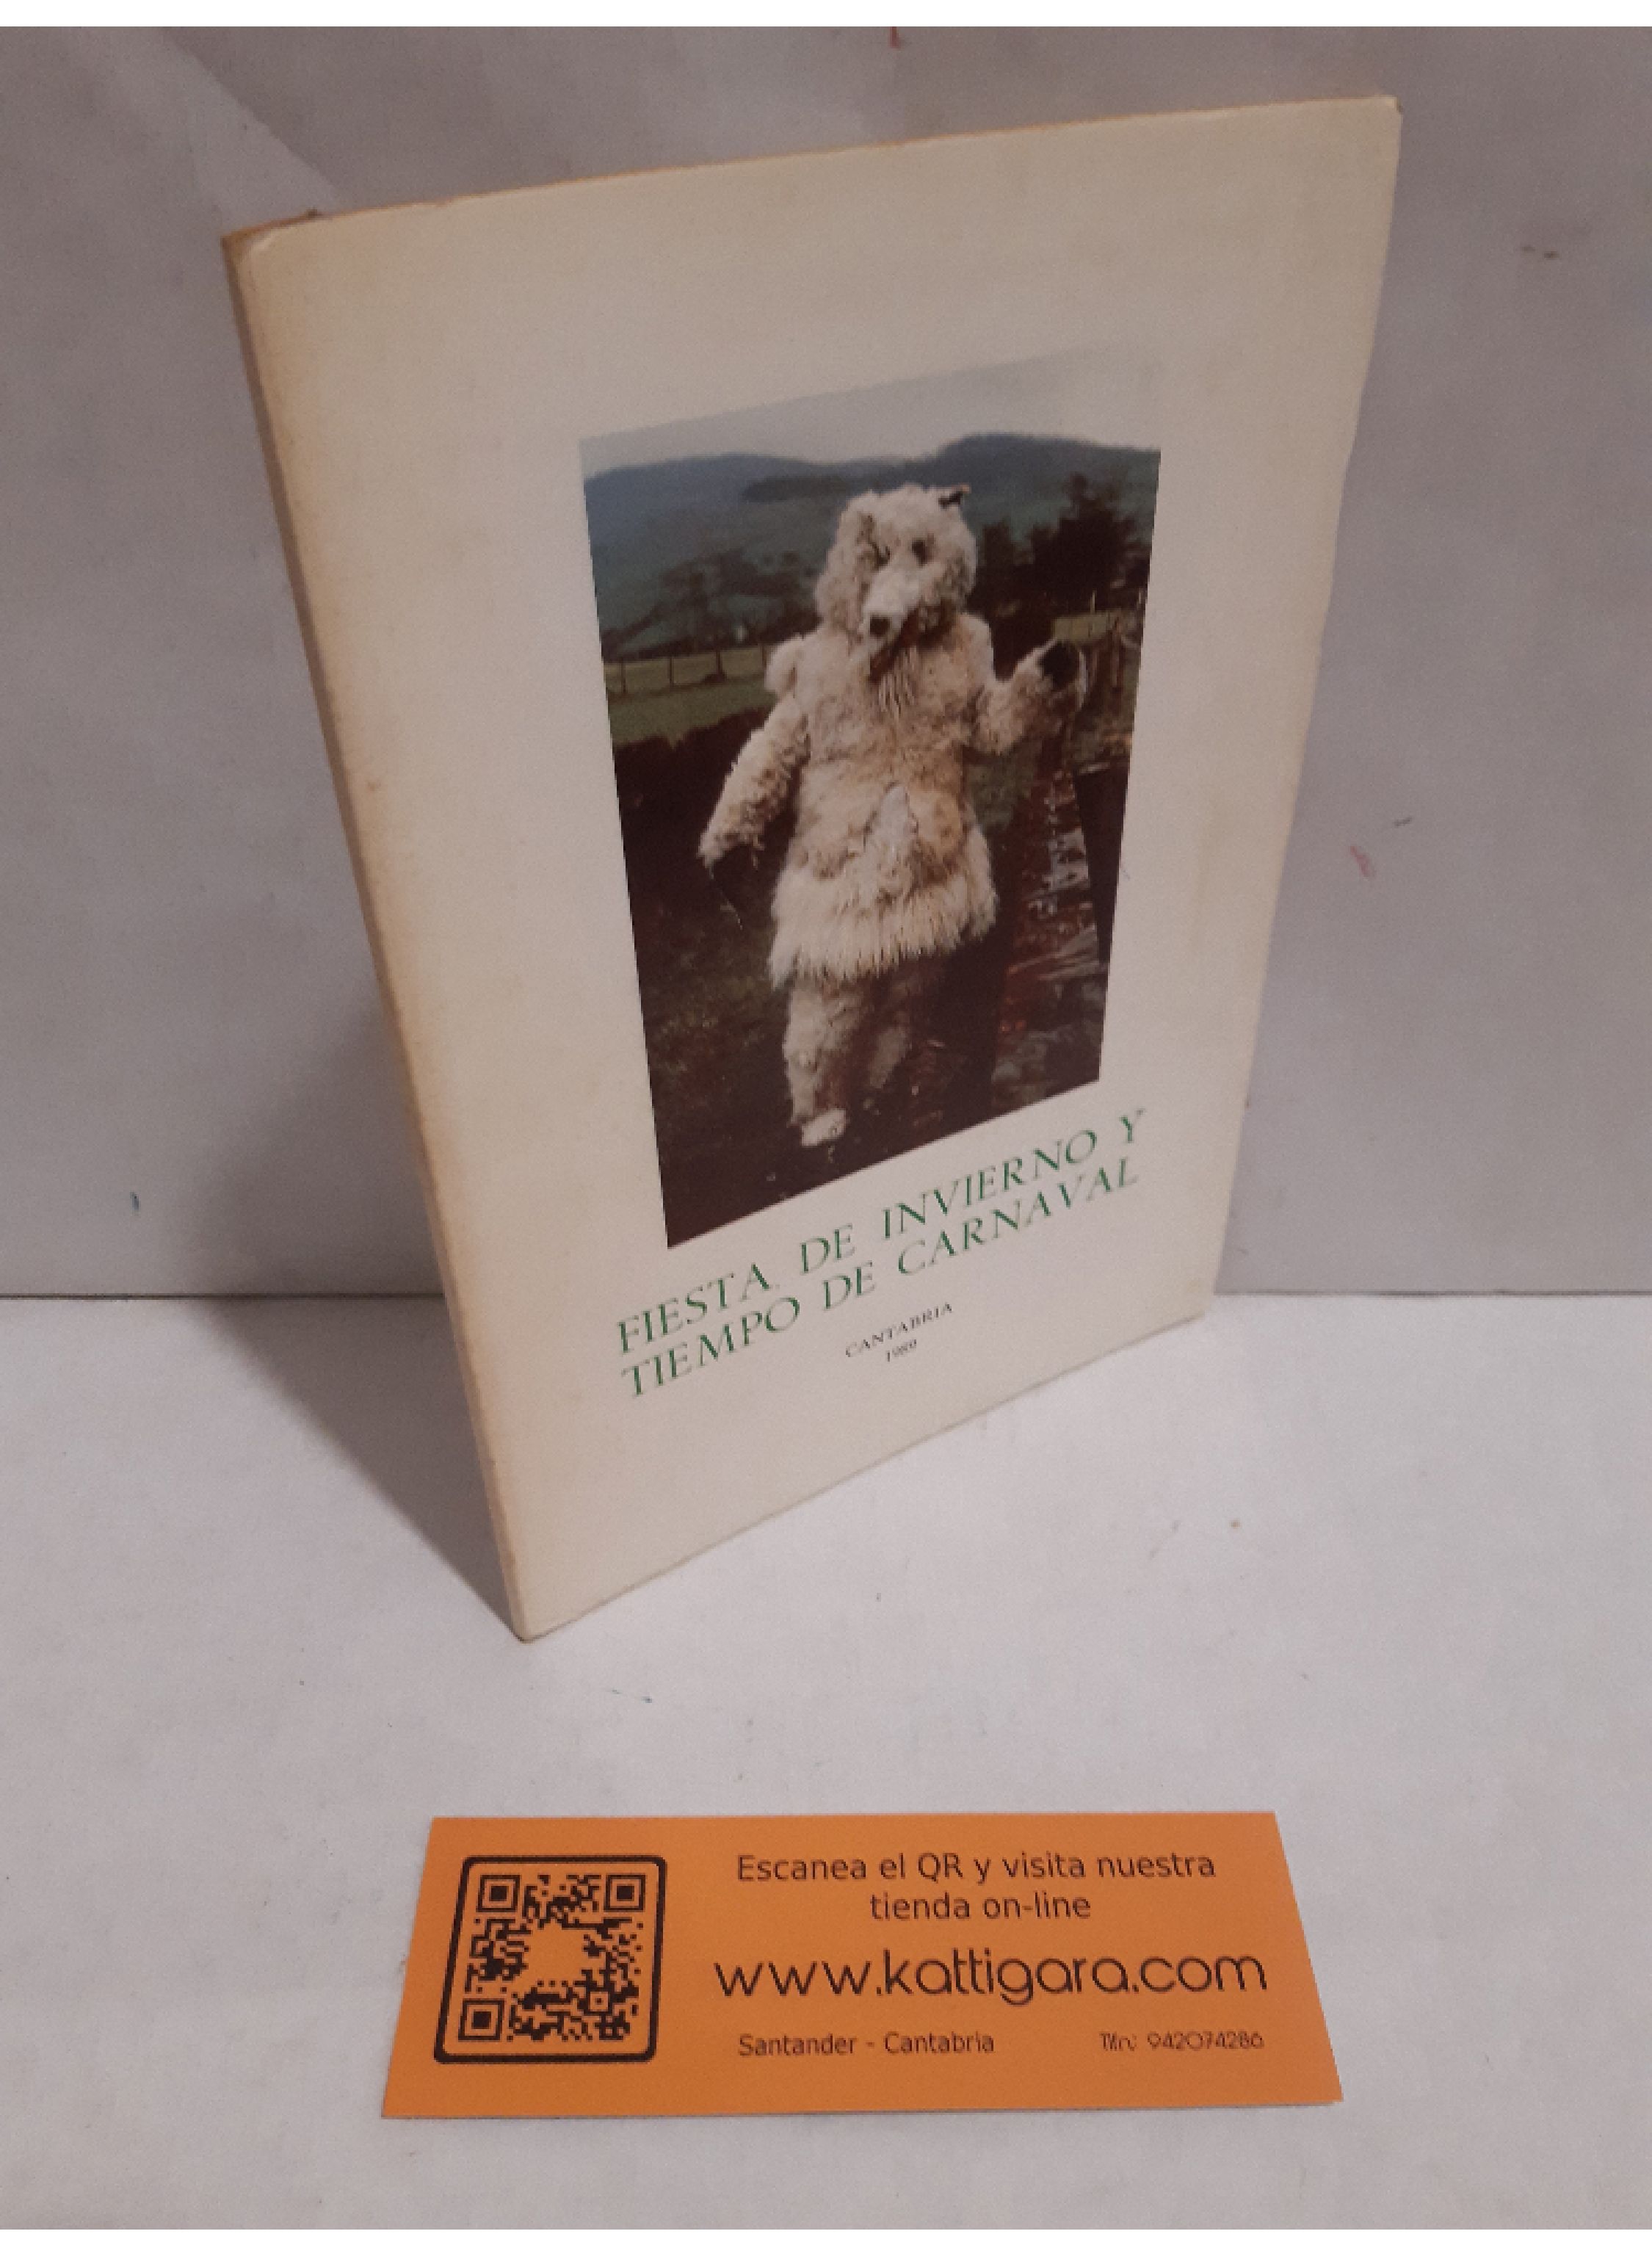 FIESTA DE INVIERNO Y
TIEMPO DE CARNAVAL
CANTABRIA
1989
Escanea el QR y visita nuestra
tienda on-line
www.kattigara.com
Santander - Cantabria
Tlfn: 942074286